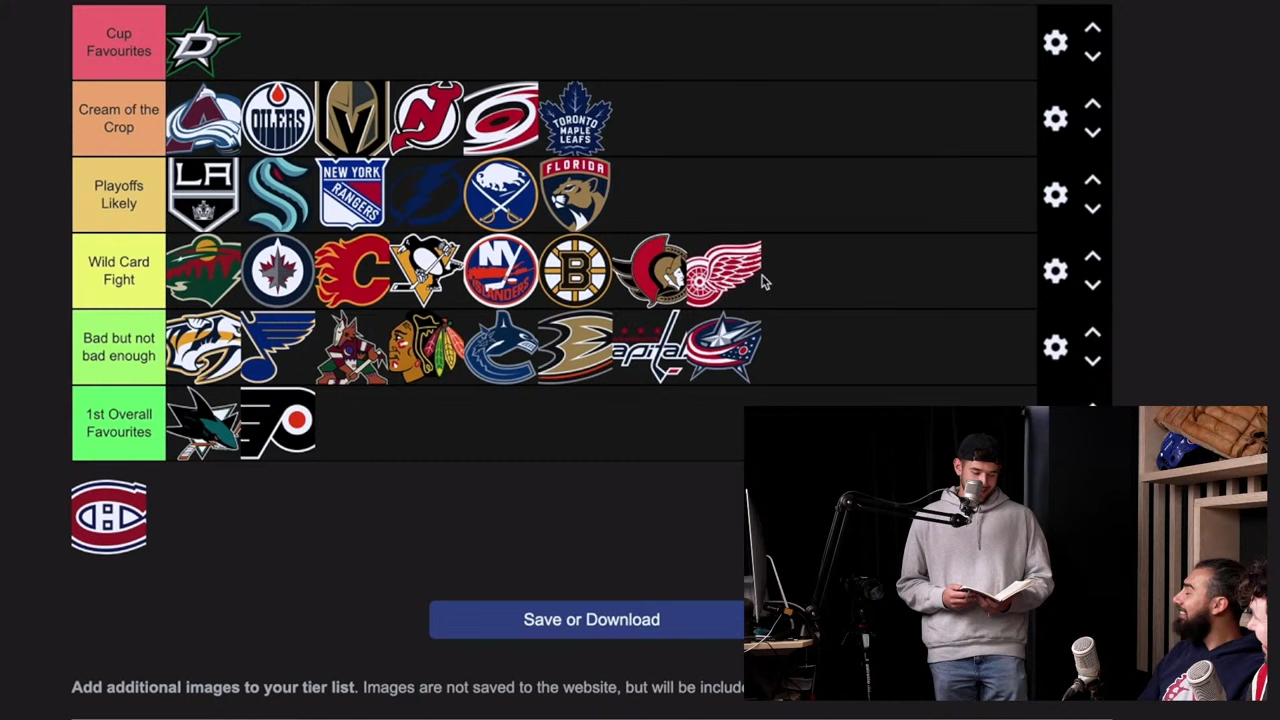 Cup
Favourites
Cream of the
Crop
OILERS
TORONTO
MAPLE
LEAFS
Playoffs
Likely
LA
NEW YORK
RANGERS
FLORIDA
Wild Card
Fight
NY
ISLANDERS
B
Bad but not
bad enough
capitals
1st Overall
Favourites
Save or Download
Add additional images to your tier list. Images are not saved to the website, but will be include